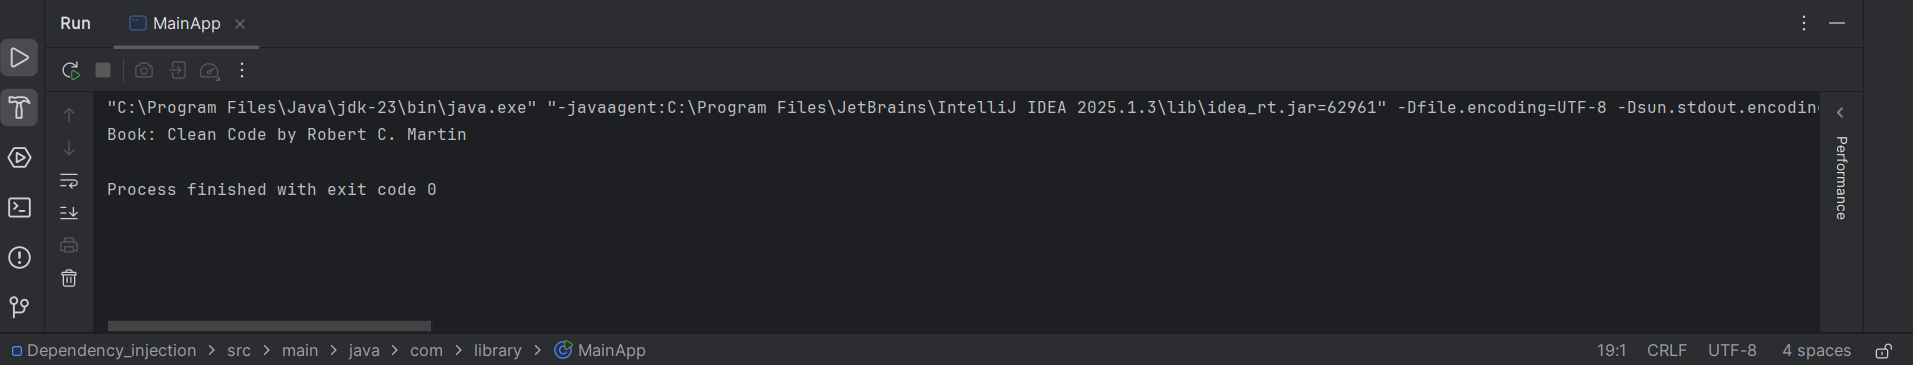 Run MainApp
"C:\Program Files\Java\jdk-23\bin\java.exe" "-javaagent:C:\Program Files\JetBrains\IntelliJ IDEA 2025.1.3\lib\idea_rt.jar=62961" -Dfile.encoding=UTF-8 -Dsun.stdout.encoding
Book: Clean Code by Robert C. Martin
Process finished with exit code 0
Performance
Dependency_injection > src > main > java > com > library > MainApp 19:1 CRLF UTF-8 4 spaces